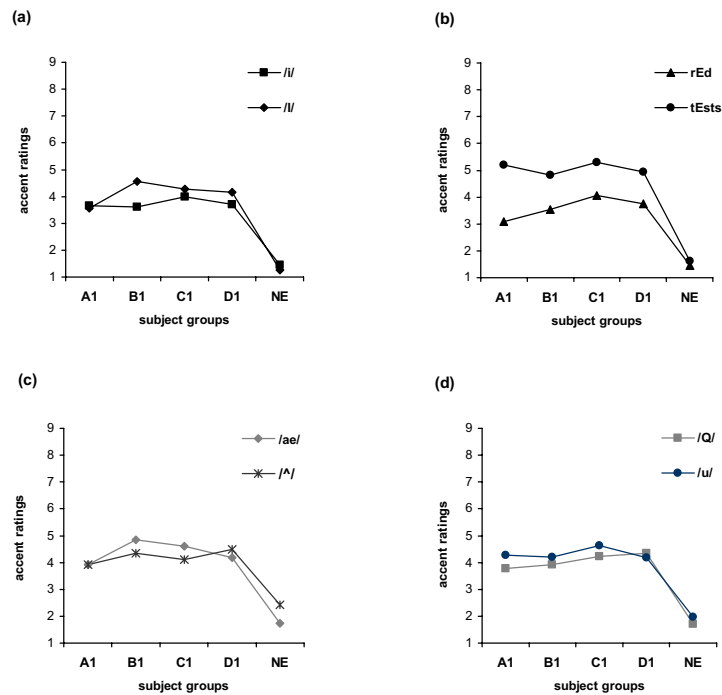 (a)
9
8
7
6
5
4
3
2
1
accent ratings
/i/
/I/
A1 B1 C1 D1 NE
subject groups
(b)
9
8
7
6
5
4
3
2
1
accent ratings
rEd
tEsts
A1 B1 C1 D1 NE
subject groups
(c)
9
8
7
6
5
4
3
2
1
accent ratings
/ae/
/^/
A1 B1 C1 D1 NE
subject groups
(d)
9
8
7
6
5
4
3
2
1
accent ratings
/Q/
/u/
A1 B1 C1 D1 NE
subject groups